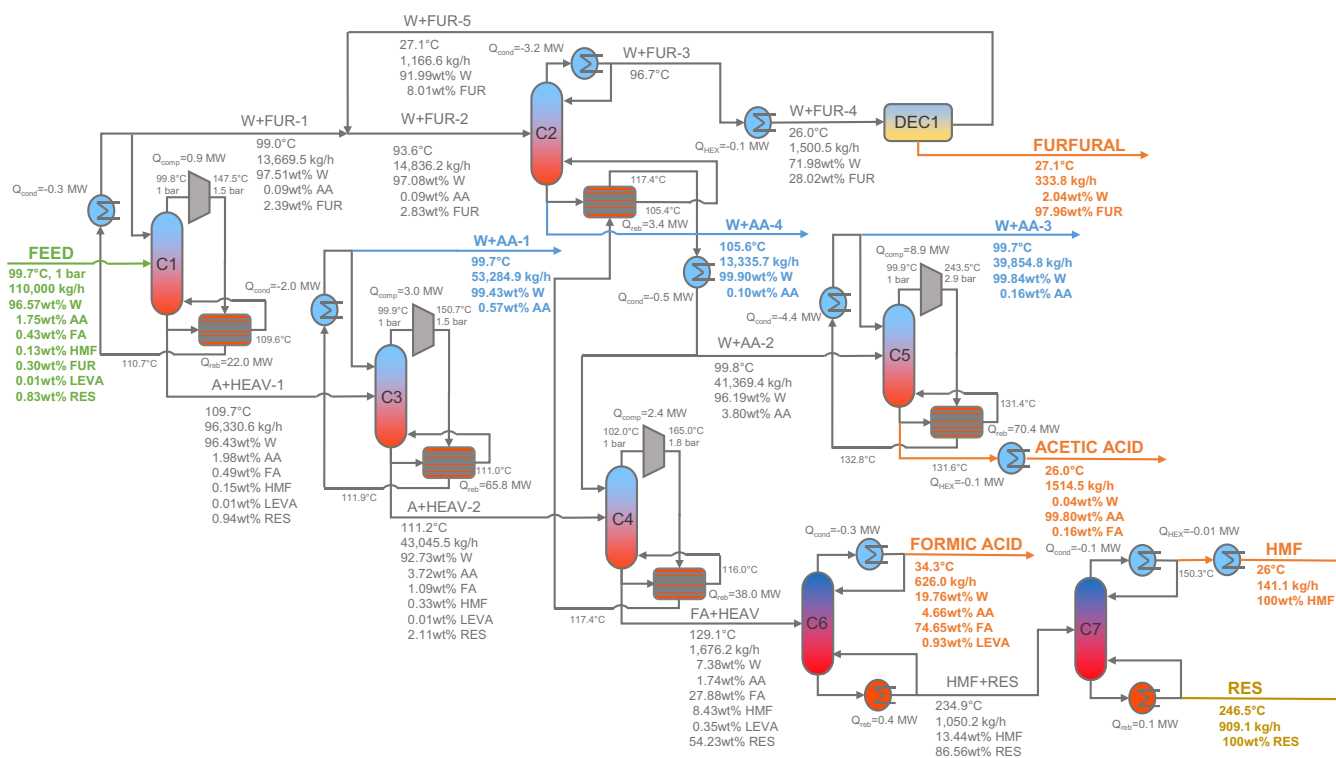 W+FUR-5
27.1°C
1,166.6 kg/h
91.99wt% W
8.01wt% FUR
Qcond=-3.2 MW
W+FUR-3
96.7°C
C2
W+FUR-4
26.0°C
1,500.5 kg/h
71.98wt% W
28.02wt% FUR
QHEX=-0.1 MW
DEC1
FURFURAL
27.1°C
333.8 kg/h
2.04wt% W
97.96wt% FUR
W+FUR-1
99.0°C
13,669.5 kg/h
97.51wt% W
0.09wt% AA
2.39wt% FUR
W+FUR-2
93.6°C
14,836.2 kg/h
97.08wt% W
0.09wt% AA
2.83wt% FUR
117.4°C
105.4°C
Qreb=3.4 MW
W+AA-4
105.6°C
13,335.7 kg/h
99.90wt% W
0.10wt% AA
Qcond=-0.5 MW
Qcomp=0.9 MW
99.8°C
1 bar
147.5°C
1.5 bar
Qcond=-0.3 MW
C1
FEED
99.7°C, 1 bar
110,000 kg/h
96.57wt% W
1.75wt% AA
0.43wt% FA
0.13wt% HMF
0.30wt% FUR
0.01wt% LEVA
0.83wt% RES
109.6°C
110.7°C
Qreb=22.0 MW
A+HEAV-1
109.7°C
96,330.6 kg/h
96.43wt% W
1.98wt% AA
0.49wt% FA
0.15wt% HMF
0.01wt% LEVA
0.94wt% RES
Qcond=-2.0 MW
W+AA-1
99.7°C
53,284.9 kg/h
99.43wt% W
0.57wt% AA
Qcomp=3.0 MW
99.9°C
1 bar
150.7°C
1.5 bar
C3
111.0°C
111.9°C
Qreb=65.8 MW
A+HEAV-2
111.2°C
43,045.5 kg/h
92.73wt% W
3.72wt% AA
1.09wt% FA
0.33wt% HMF
0.01wt% LEVA
2.11wt% RES
W+AA-2
99.8°C
41,369.4 kg/h
96.19wt% W
3.80wt% AA
Qcomp=2.4 MW
102.0°C
1 bar
165.0°C
1.8 bar
C4
116.0°C
117.4°C
Qreb=38.0 MW
FA+HEAV
129.1°C
1,676.2 kg/h
7.38wt% W
1.74wt% AA
27.88wt% FA
8.43wt% HMF
0.35wt% LEVA
54.23wt% RES
W+AA-3
99.7°C
39,854.8 kg/h
99.84wt% W
0.16wt% AA
Qcomp=8.9 MW
99.9°C
1 bar
243.5°C
2.9 bar
Qcond=-4.4 MW
C5
131.4°C
132.8°C
Qreb=70.4 MW
131.6°C
QHEX=-0.1 MW
ACETIC ACID
26.0°C
1514.5 kg/h
0.04wt% W
99.80wt% AA
0.16wt% FA
Qcond=-0.3 MW
FORMIC ACID
34.3°C
626.0 kg/h
19.76wt% W
4.66wt% AA
74.65wt% FA
0.93wt% LEVA
C6
Qreb=0.4 MW
HMF+RES
234.9°C
1,050.2 kg/h
13.44wt% HMF
86.56wt% RES
Qcond=-0.1 MW
QHEX=-0.01 MW
150.3°C
HMF
26°C
141.1 kg/h
100wt% HMF
C7
Qreb=0.1 MW
RES
246.5°C
909.1 kg/h
100wt% RES